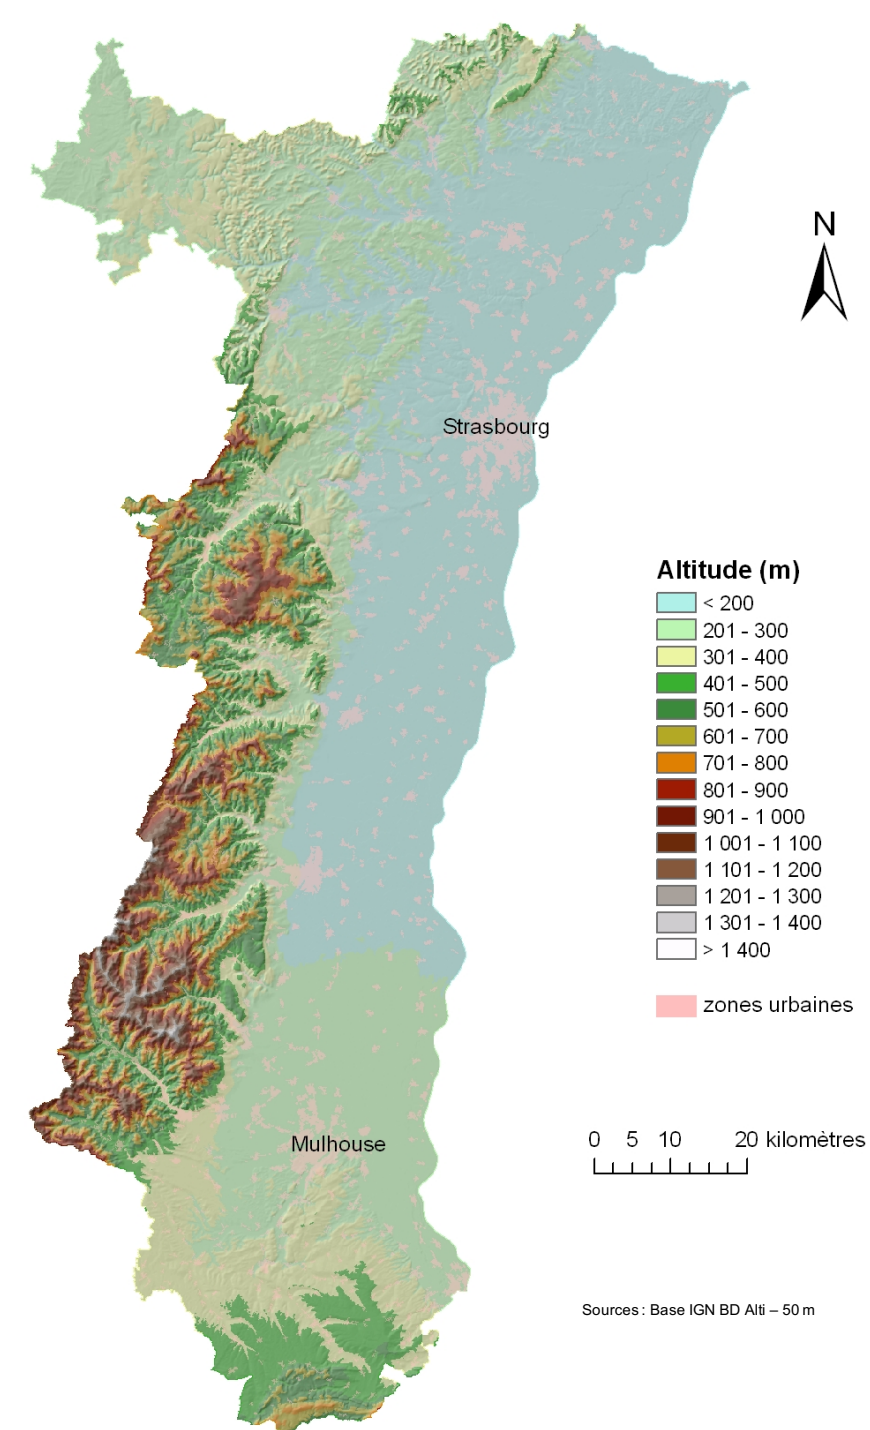 N
Strasbourg
Altitude (m)
< 200
201 - 300
301 - 400
401 - 500
501 - 600
601 - 700
701 - 800
801 - 900
901 - 1 000
1 001 - 1 100
1 101 - 1 200
1 201 - 1 300
1 301 - 1 400
> 1 400
zones urbaines
Mulhouse
0 5 10 20 kilomètres
Sources : Base IGN BD Alti – 50 m